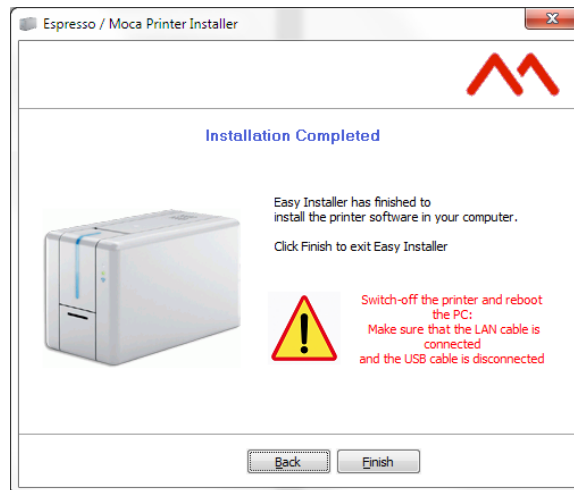 Espresso / Moca Printer Installer
Installation Completed
Easy Installer has finished to
install the printer software in your computer.
Click Finish to exit Easy Installer
Switch-off the printer and reboot
the PC:
Make sure that the LAN cable is
connected
and the USB cable is disconnected
Back
Finish